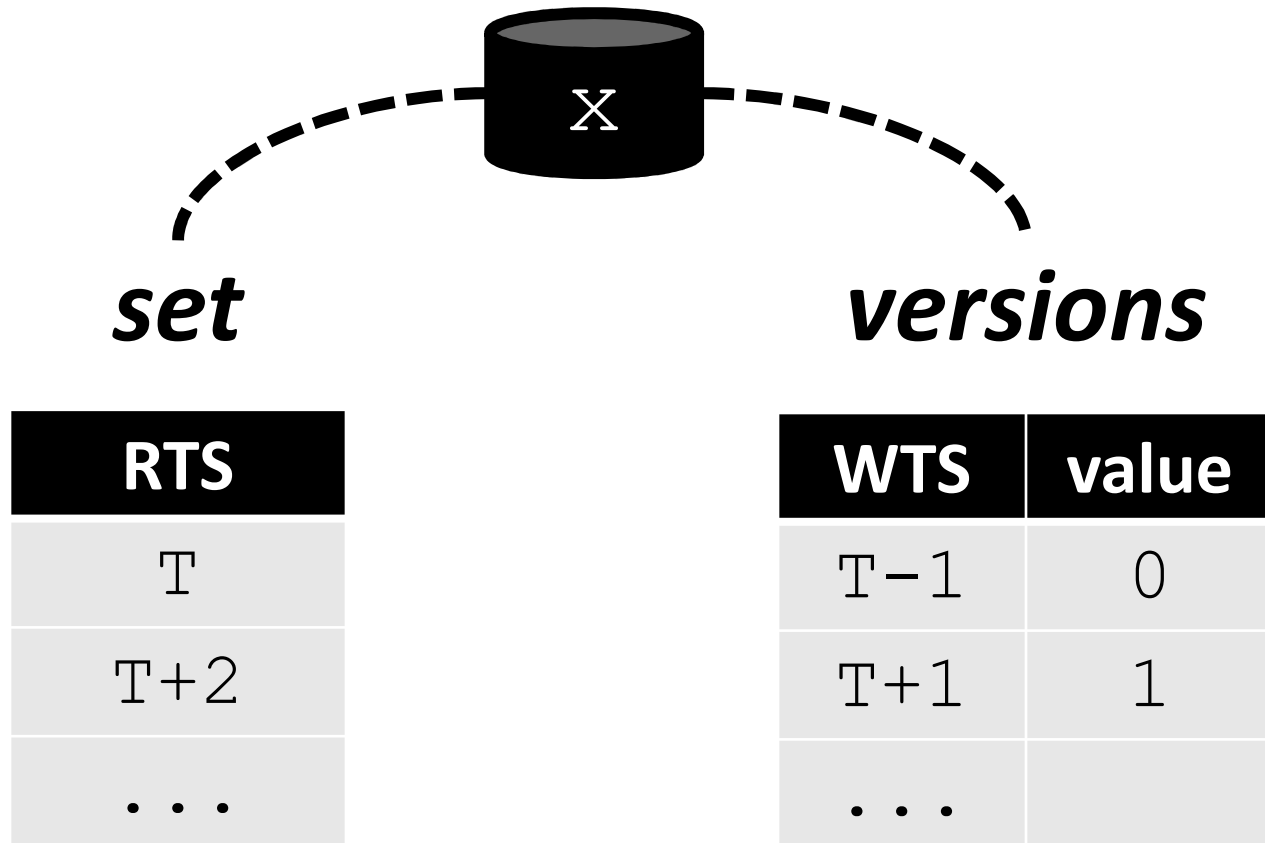 X
set
versions
RTS
T
T+2
...
WTS value
T-1 0
T+1 1
...